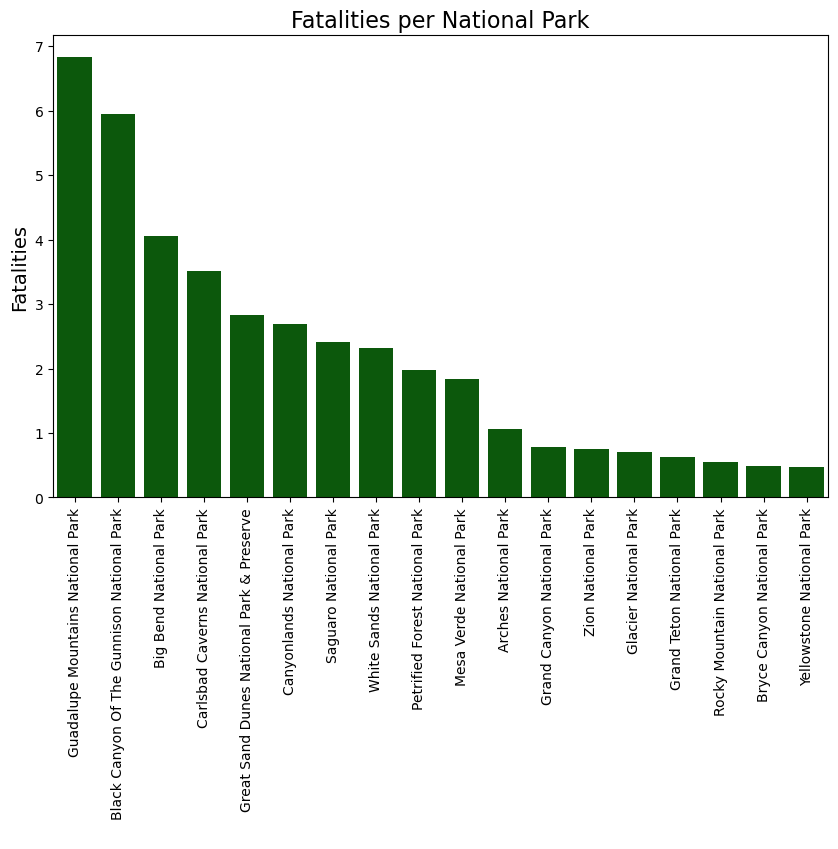 Fatalities per National Park
Fatalities
7
6
5
4
3
2
1
0
Guadalupe Mountains National Park
Black Canyon Of The Gunnison National Park
Big Bend National Park
Carlsbad Caverns National Park
Great Sand Dunes National Park & Preserve
Canyonlands National Park
Saguaro National Park
White Sands National Park
Petrified Forest National Park
Mesa Verde National Park
Arches National Park
Grand Canyon National Park
Zion National Park
Glacier National Park
Grand Teton National Park
Rocky Mountain National Park
Bryce Canyon National Park
Yellowstone National Park